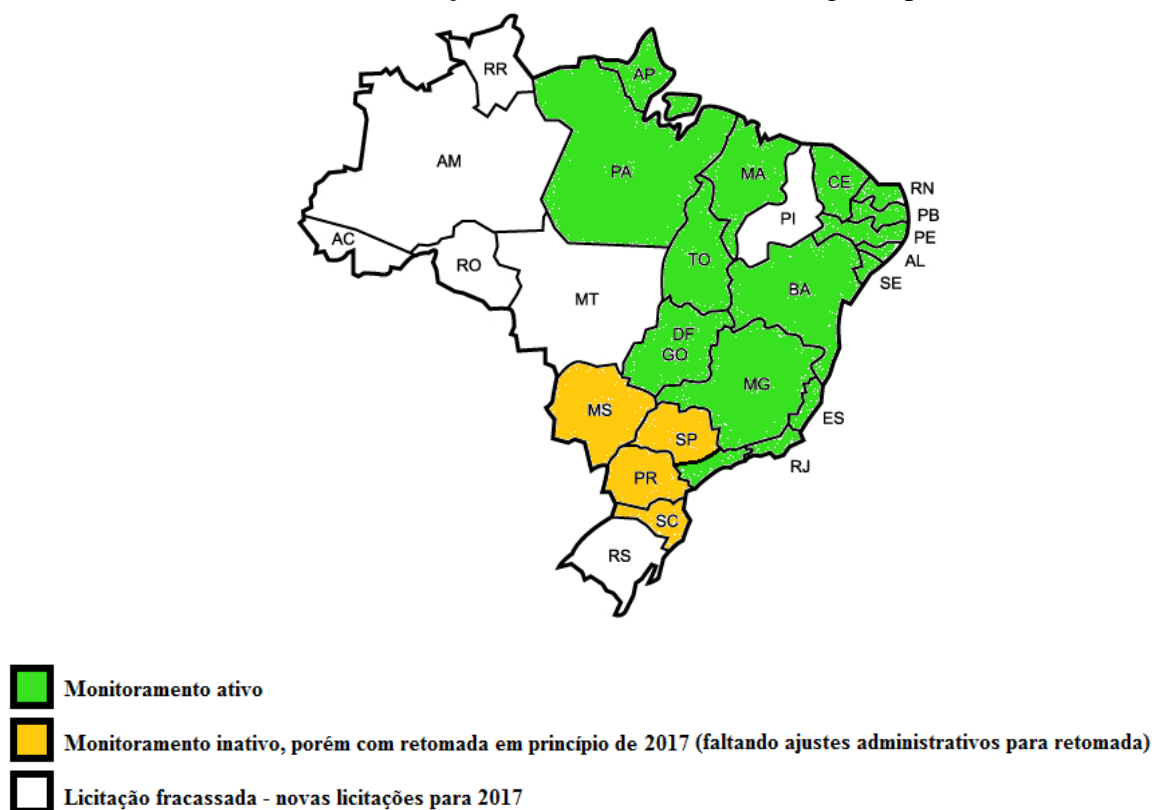 RR
AP
AM
PA
MA
CE
RN
PI
PB
PE
AC
TO
AL
RO
SE
BA
MT
DF
GO
MG
MS
ES
SP
RJ
PR
SC
RS
Monitoramento ativo
Monitoramento inativo, porém com retomada em princípio de 2017 (faltando ajustes administrativos para retomada)
Licitação fracassada - novas licitações para 2017